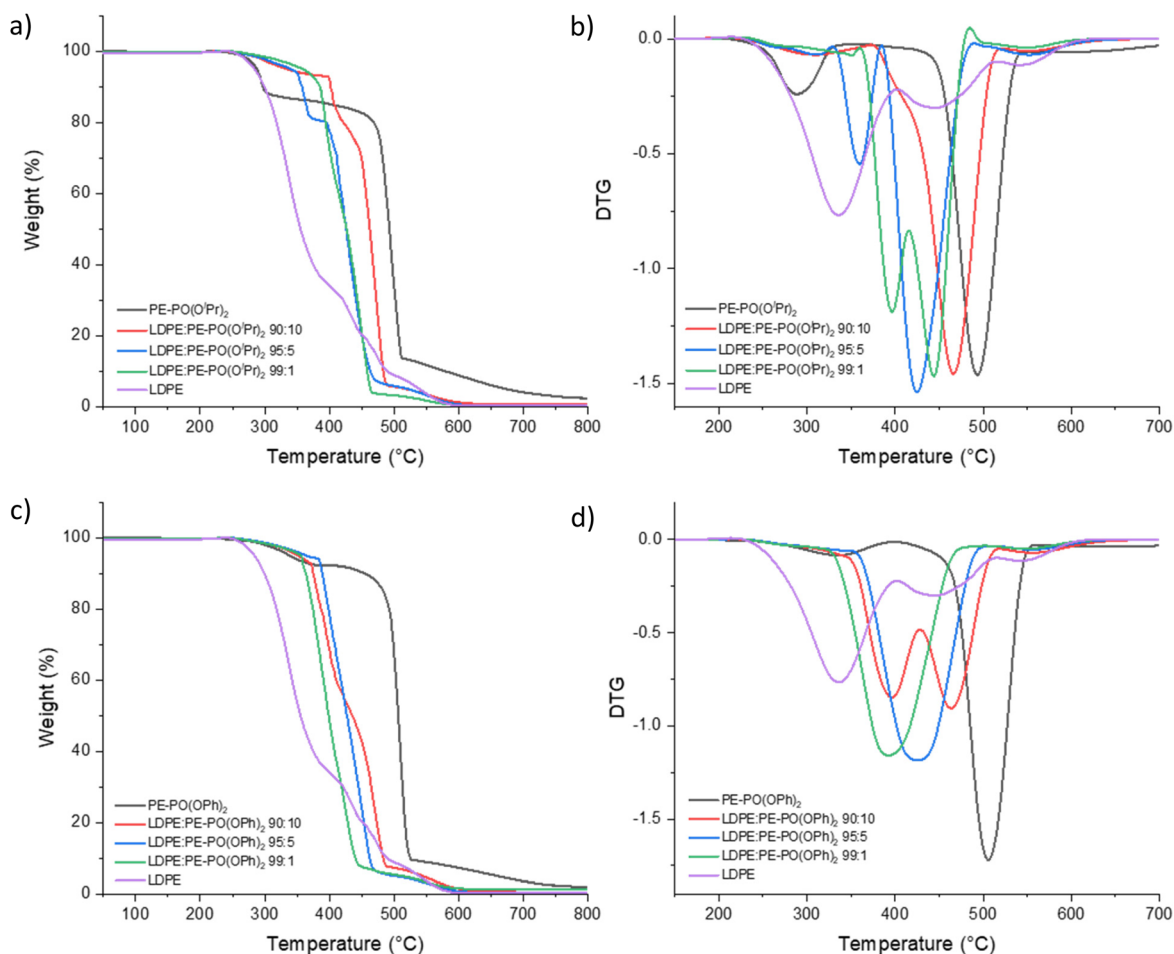 a)
100
80
60
40
20
0
Weight (%)
PE-PO(OⁱPr)₂
LDPE:PE-PO(OⁱPr)₂ 90:10
LDPE:PE-PO(OⁱPr)₂ 95:5
LDPE:PE-PO(OⁱPr)₂ 99:1
LDPE
100 200 300 400 500 600 700 800
Temperature (°C)
b)
0.0
-0.5
-1.0
-1.5
DTG
PE-PO(OⁱPr)₂
LDPE:PE-PO(OⁱPr)₂ 90:10
LDPE:PE-PO(OⁱPr)₂ 95:5
LDPE:PE-PO(OⁱPr)₂ 99:1
LDPE
200 300 400 500 600 700
Temperature (°C)
c)
100
80
60
40
20
0
Weight (%)
PE-PO(OPh)₂
LDPE:PE-PO(OPh)₂ 90:10
LDPE:PE-PO(OPh)₂ 95:5
LDPE:PE-PO(OPh)₂ 99:1
LDPE
100 200 300 400 500 600 700 800
Temperature (°C)
d)
0.0
-0.5
-1.0
-1.5
DTG
PE-PO(OPh)₂
LDPE:PE-PO(OPh)₂ 90:10
LDPE:PE-PO(OPh)₂ 95:5
LDPE:PE-PO(OPh)₂ 99:1
LDPE
200 300 400 500 600 700
Temperature (°C)